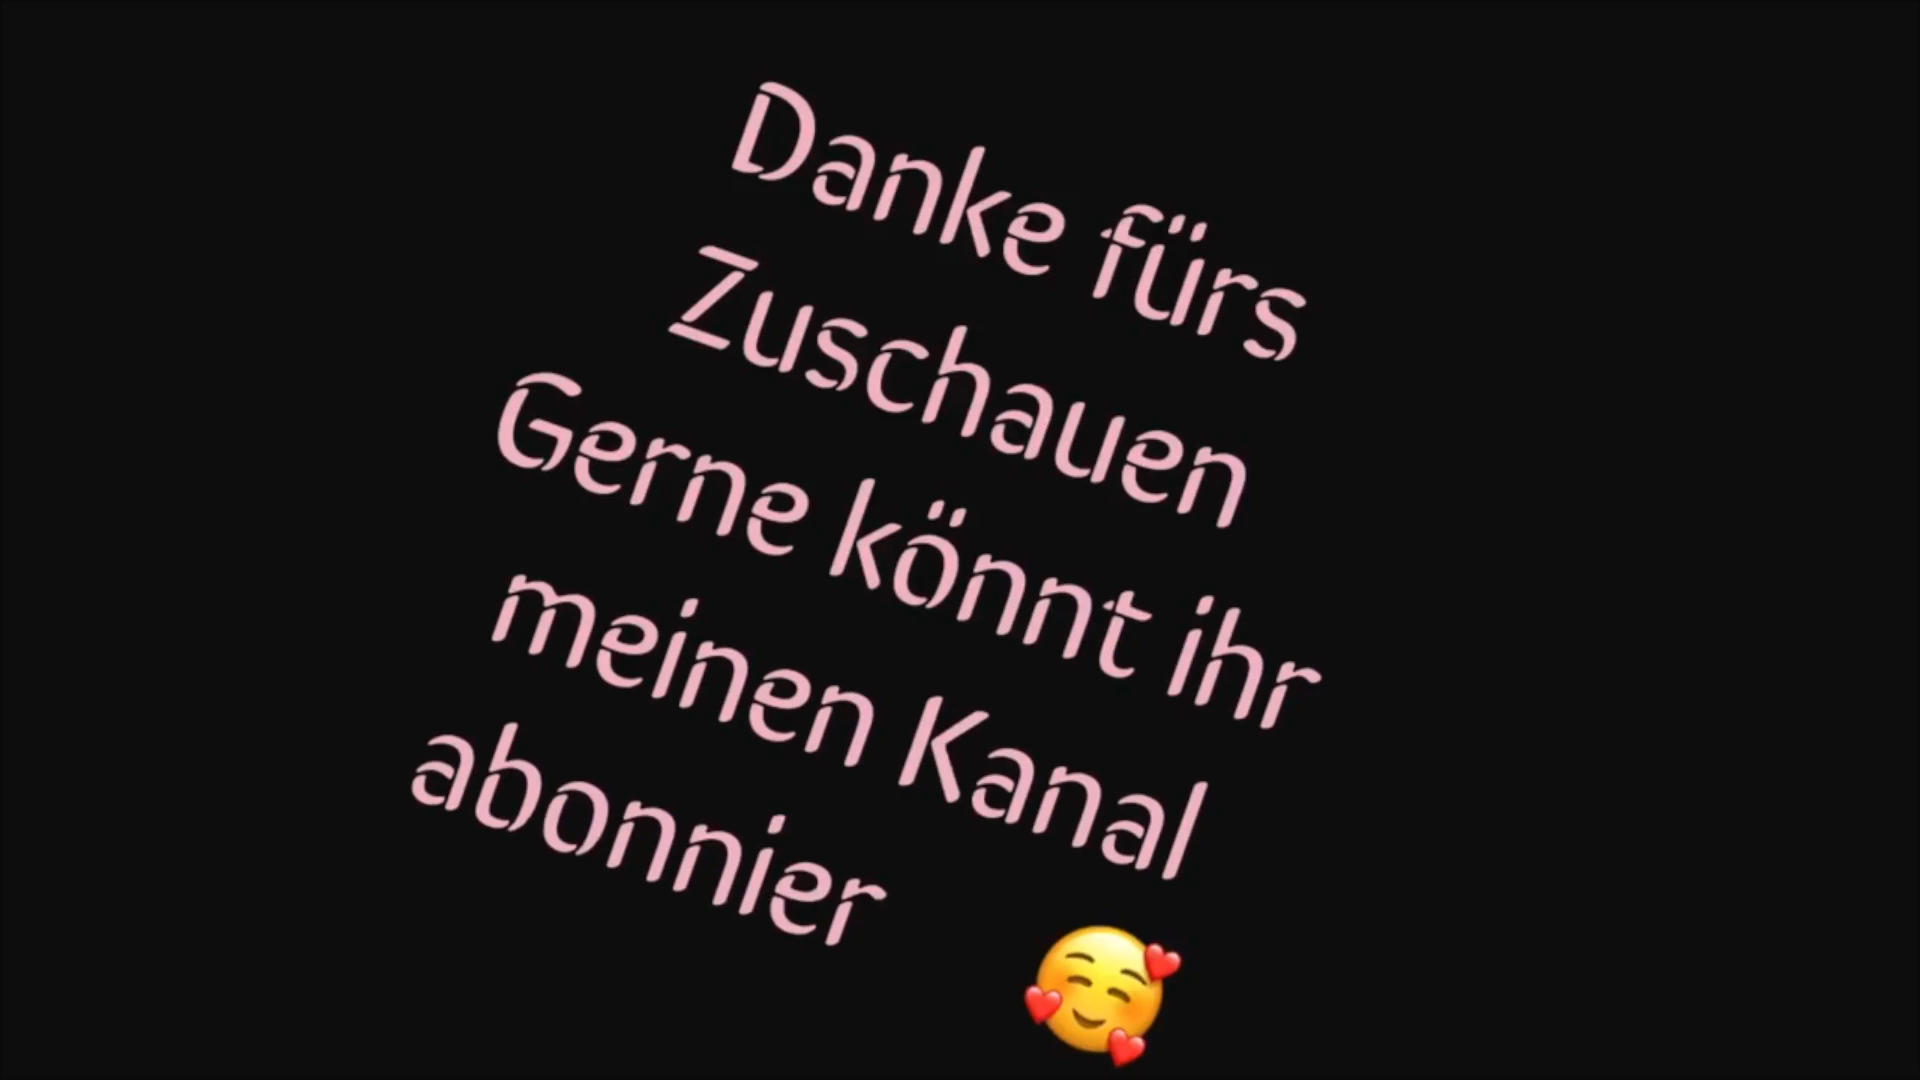 Danke fürs
Zuschauen
Gerne könnt ihr
meinen Kanal
abonnier